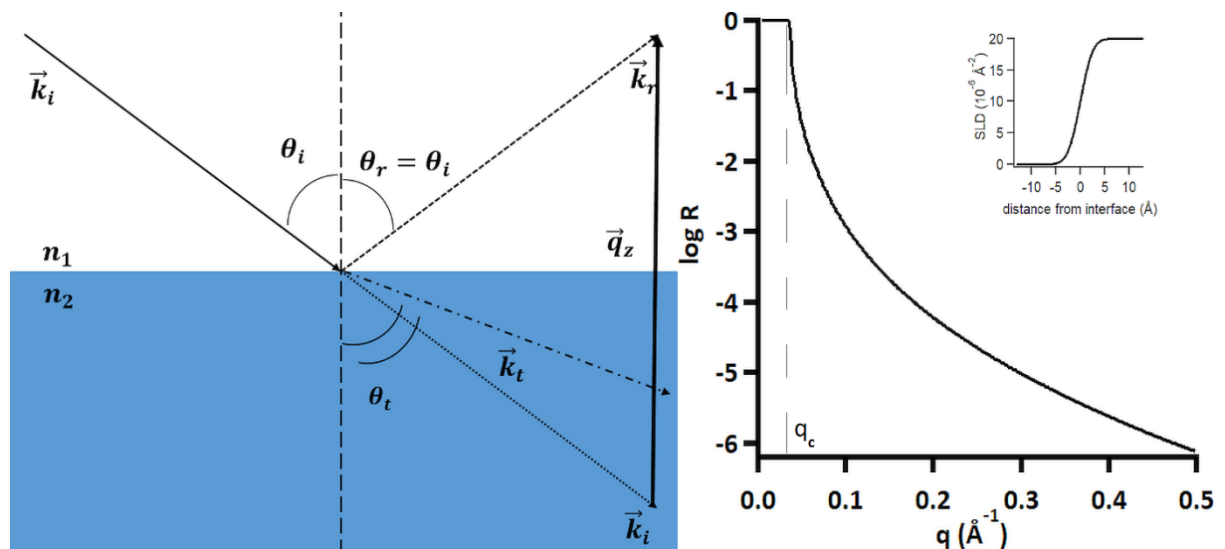 k⃗ᵢ
θᵢ
θᵣ = θᵢ
k⃗ᵣ
n₁
n₂
q⃗_z
k⃗ₜ
θₜ
k⃗ᵢ
0
-1
-2
-3
-4
-5
-6
log R
q_c
0.0 0.1 0.2 0.3 0.4 0.5
q (Å⁻¹)
20
15
10
5
0
SLD (10⁻⁶ Å⁻²)
-10 -5 0 5 10
distance from interface (Å)